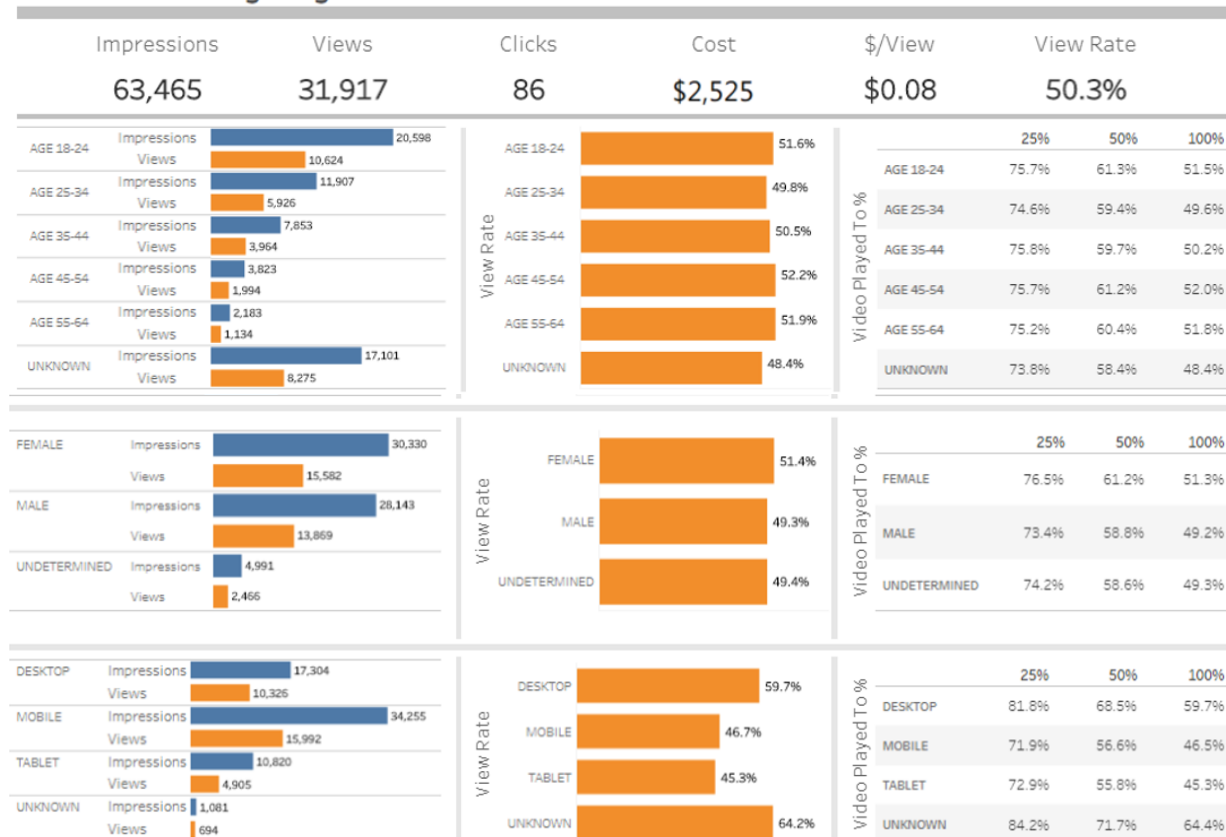 Impressions Views Clicks Cost $/View View Rate
63,465 31,917 86 $2,525 $0.08 50.3%
AGE 18-24 Impressions 20,598
Views 10,624
AGE 25-34 Impressions 11,907
Views 5,926
AGE 35-44 Impressions 7,853
Views 3,964
AGE 45-54 Impressions 3,823
Views 1,994
AGE 55-64 Impressions 2,183
Views 1,134
UNKNOWN Impressions 17,101
Views 8,275
View Rate
AGE 18-24 51.6%
AGE 25-34 49.8%
AGE 35-44 50.5%
AGE 45-54 52.2%
AGE 55-64 51.9%
UNKNOWN 48.4%
Video Played To %
25% 50% 100%
AGE 18-24 75.7% 61.3% 51.5%
AGE 25-34 74.6% 59.4% 49.6%
AGE 35-44 75.8% 59.7% 50.2%
AGE 45-54 75.7% 61.2% 52.0%
AGE 55-64 75.2% 60.4% 51.8%
UNKNOWN 73.8% 58.4% 48.4%
FEMALE Impressions 30,330
Views 15,582
MALE Impressions 28,143
Views 13,869
UNDETERMINED Impressions 4,991
Views 2,466
View Rate
FEMALE 51.4%
MALE 49.3%
UNDETERMINED 49.4%
Video Played To %
25% 50% 100%
FEMALE 76.5% 61.2% 51.3%
MALE 73.4% 58.8% 49.2%
UNDETERMINED 74.2% 58.6% 49.3%
DESKTOP Impressions 17,304
Views 10,326
MOBILE Impressions 34,255
Views 15,992
TABLET Impressions 10,820
Views 4,905
UNKNOWN Impressions 1,081
Views 694
View Rate
DESKTOP 59.7%
MOBILE 46.7%
TABLET 45.3%
UNKNOWN 64.2%
Video Played To %
25% 50% 100%
DESKTOP 81.8% 68.5% 59.7%
MOBILE 71.9% 56.6% 46.5%
TABLET 72.9% 55.8% 45.3%
UNKNOWN 84.2% 71.7% 64.4%